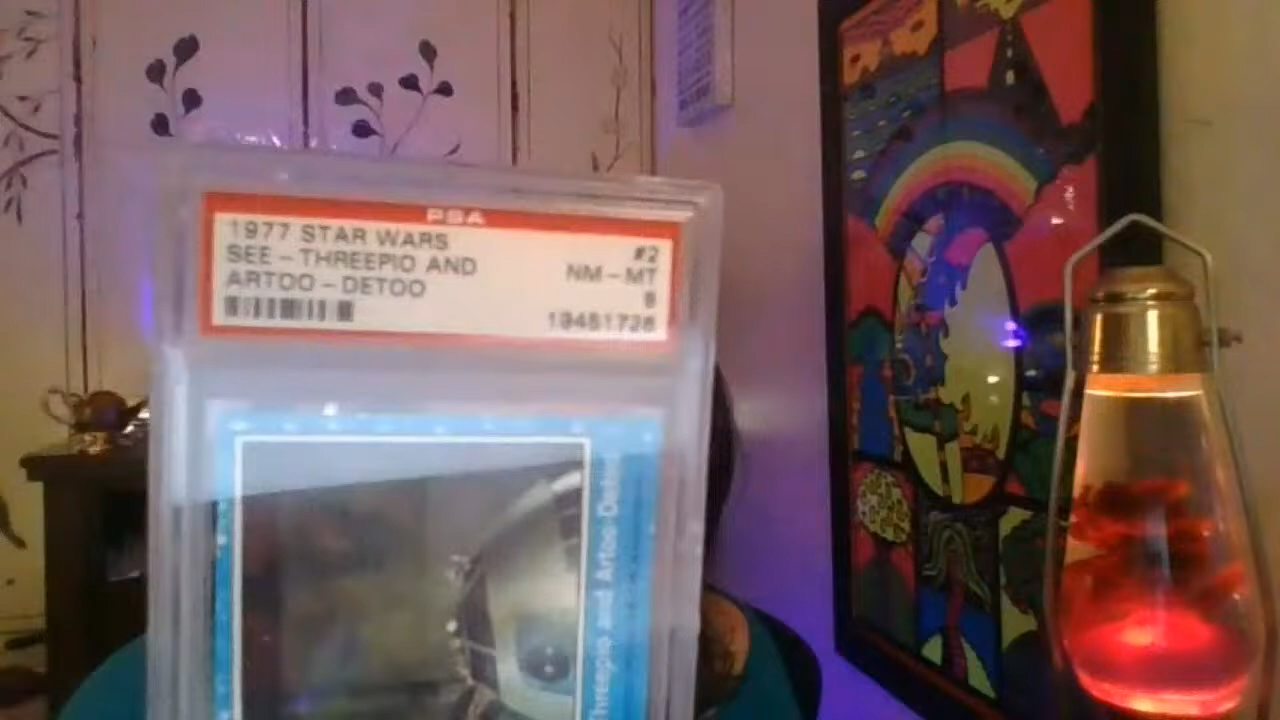 PSA
1977 STAR WARS
SEE - THREEPIO AND
ARTOO - DETOO
#2
NM - MT
8
19451726
Threepio and Artoo-Detoo